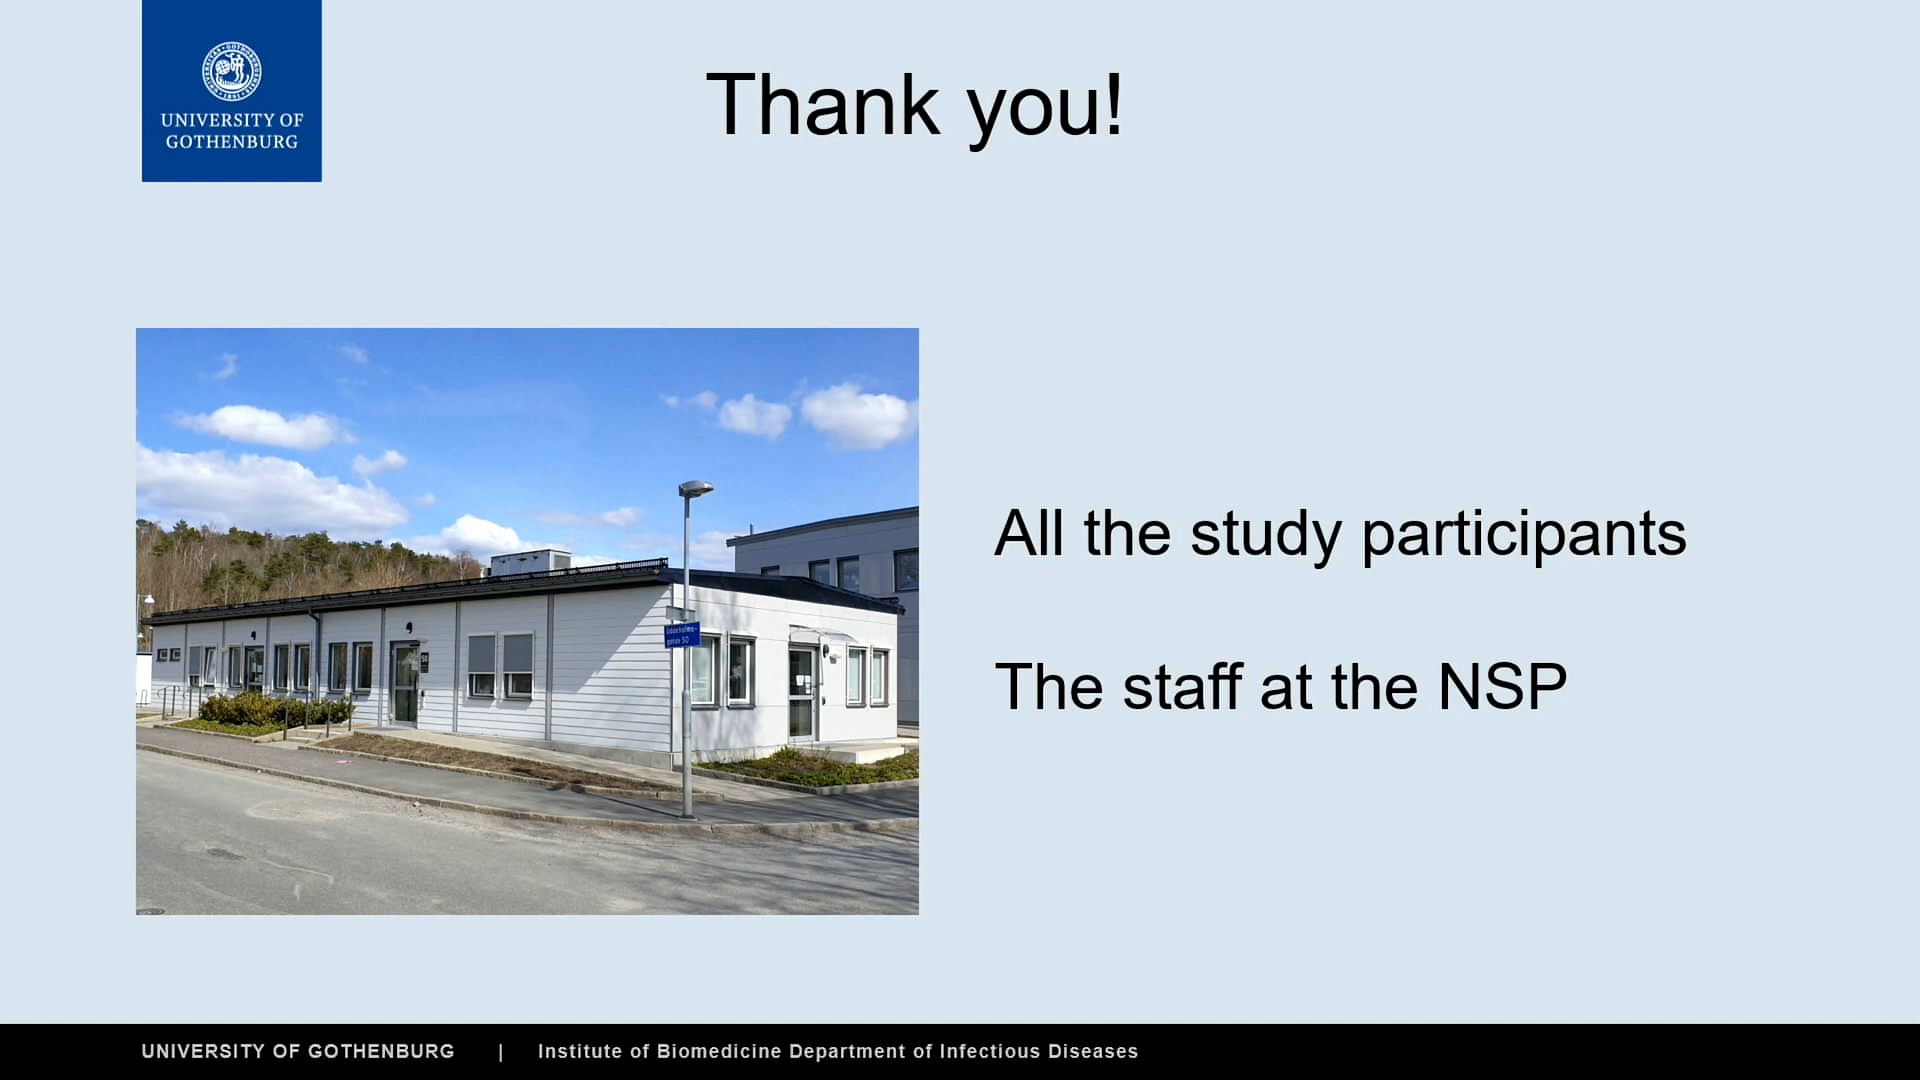 UNIVERSITY OF
GOTHENBURG
Thank you!
All the study participants
The staff at the NSP
50
UNIVERSITY OF GOTHENBURG | Institute of Biomedicine Department of Infectious Diseases